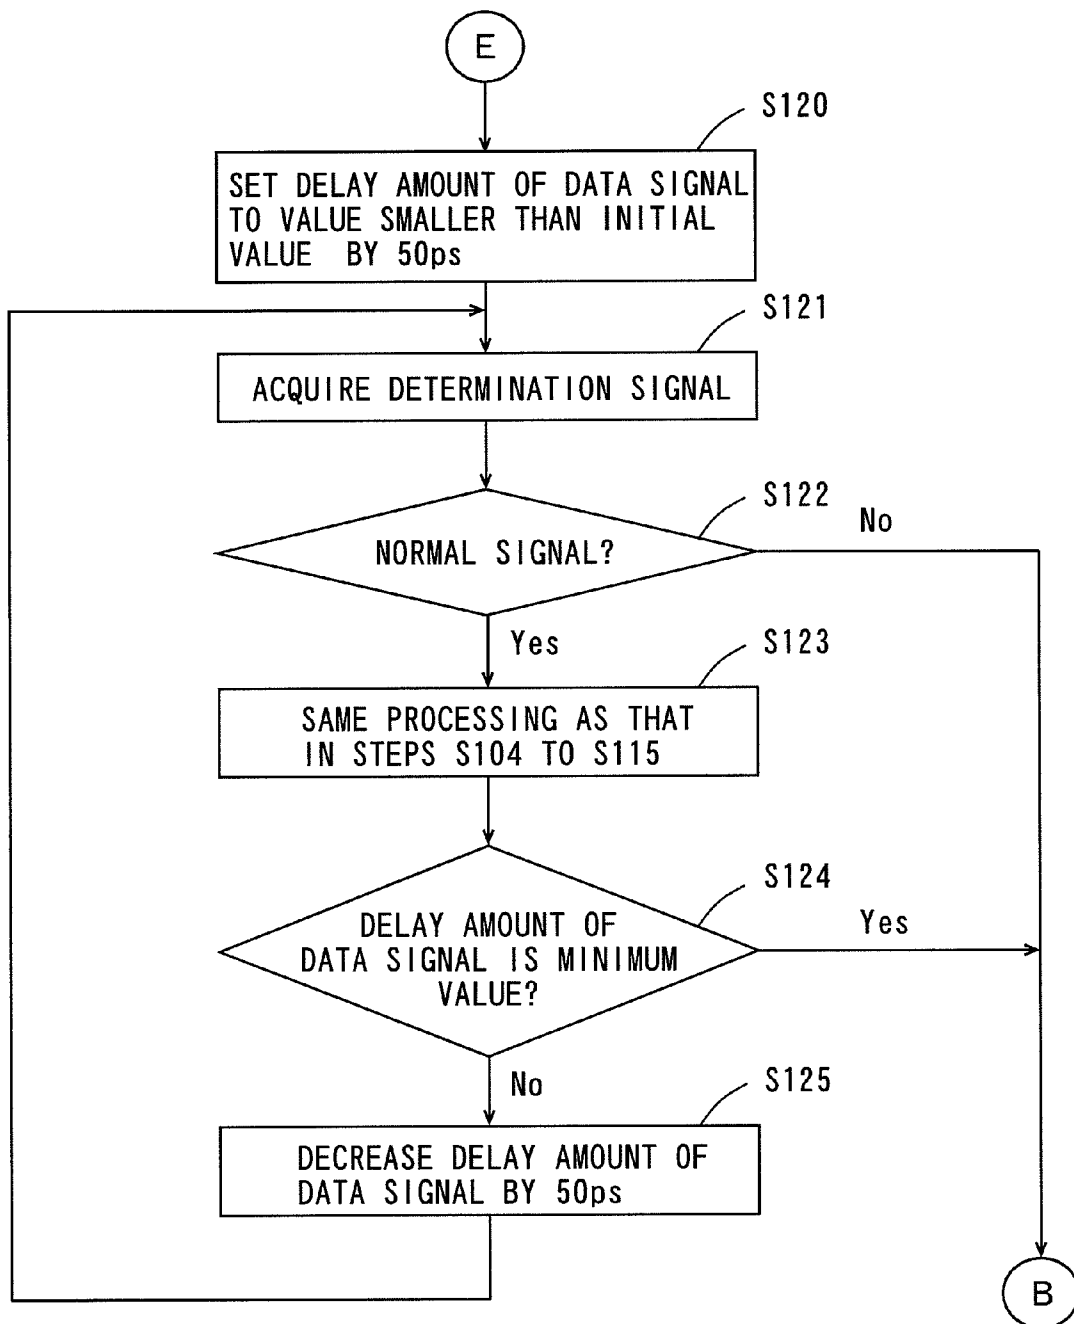 E
S120
SET DELAY AMOUNT OF DATA SIGNAL
TO VALUE SMALLER THAN INITIAL
VALUE BY 50ps
S121
ACQUIRE DETERMINATION SIGNAL
S122
NORMAL SIGNAL?
No
Yes
S123
SAME PROCESSING AS THAT
IN STEPS S104 TO S115
S124
DELAY AMOUNT OF
DATA SIGNAL IS MINIMUM
VALUE?
Yes
No
S125
DECREASE DELAY AMOUNT OF
DATA SIGNAL BY 50ps
B